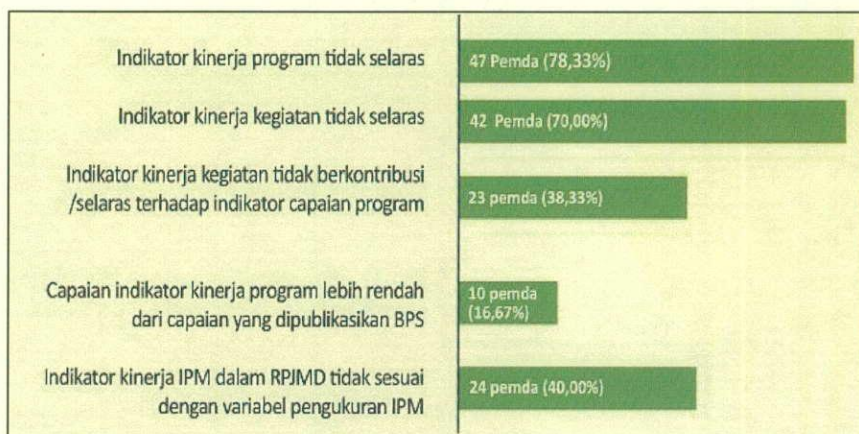 Indikator kinerja program tidak selaras
47 Pemda (78,33%)
Indikator kinerja kegiatan tidak selaras
42 Pemda (70,00%)
Indikator kinerja kegiatan tidak berkontribusi
/selaras terhadap indikator capaian program
23 pemda (38,33%)
Capaian indikator kinerja program lebih rendah
dari capaian yang dipublikasikan BPS
10 pemda
(16,67%)
Indikator kinerja IPM dalam RPJMD tidak sesuai
dengan variabel pengukuran IPM
24 pemda (40,00%)